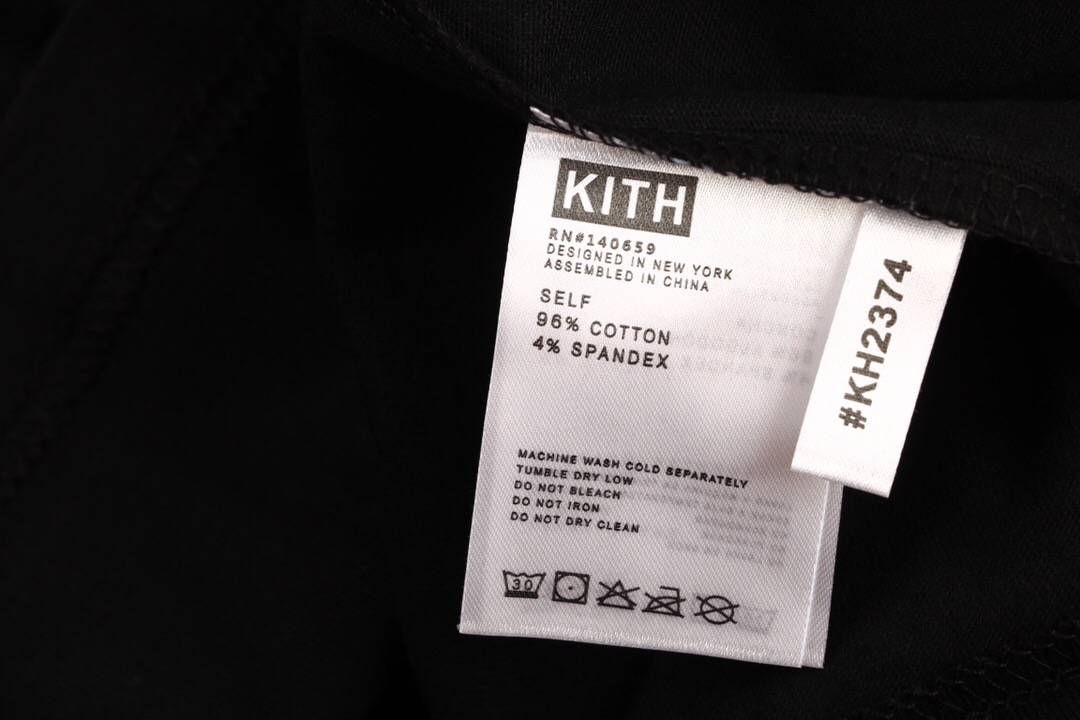 KITH
RN#140659
DESIGNED IN NEW YORK
ASSEMBLED IN CHINA
SELF
96% COTTON
4% SPANDEX
MACHINE WASH COLD SEPARATELY
TUMBLE DRY LOW
DO NOT BLEACH
DO NOT IRON
DO NOT DRY CLEAN
30
#KH2374